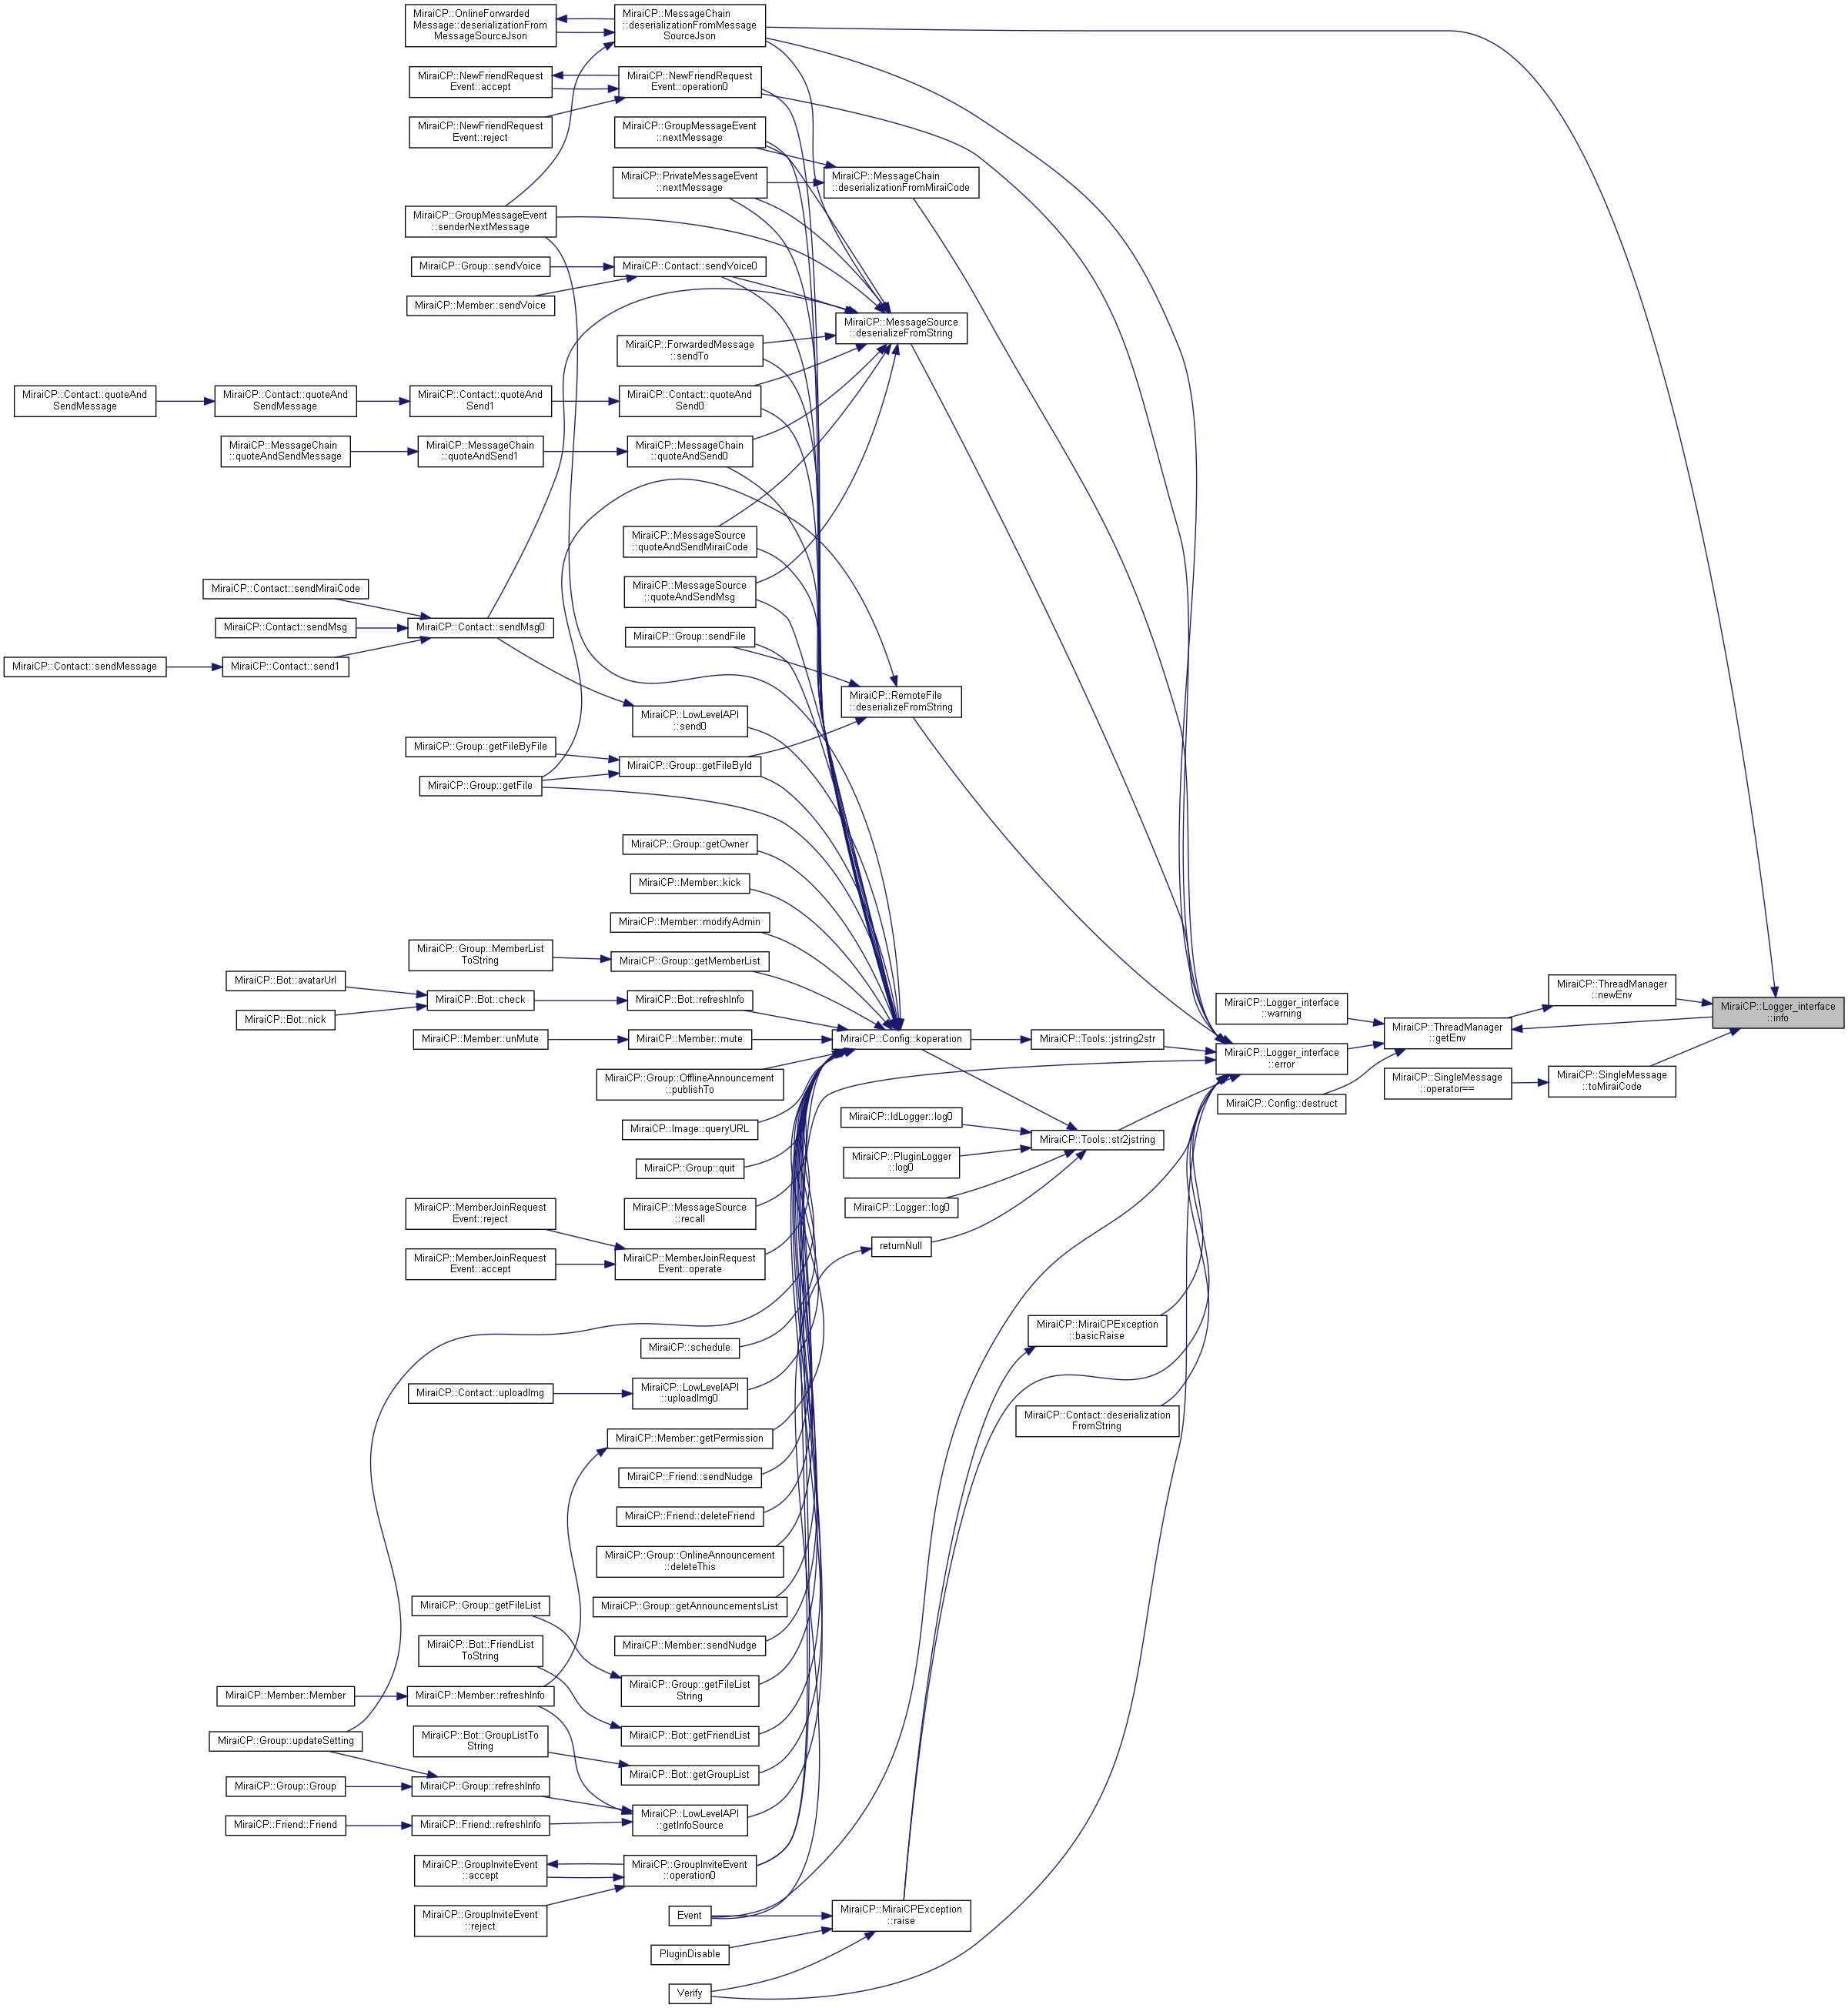 MiraiCP::OnlineForwarded
Message::deserializationFrom
MessageSourceJson
MiraiCP::MessageChain
::deserializationFromMessage
SourceJson
MiraiCP::NewFriendRequest
Event::accept
MiraiCP::NewFriendRequest
Event::operation0
MiraiCP::NewFriendRequest
Event::reject
MiraiCP::GroupMessageEvent
::nextMessage
MiraiCP::PrivateMessageEvent
::nextMessage
MiraiCP::MessageChain
::deserializationFromMiraiCode
MiraiCP::GroupMessageEvent
::senderNextMessage
MiraiCP::Group::sendVoice
MiraiCP::Contact::sendVoice0
MiraiCP::Member::sendVoice
MiraiCP::MessageSource
::deserializeFromString
MiraiCP::ForwardedMessage
::sendTo
MiraiCP::Contact::quoteAnd
SendMessage
MiraiCP::Contact::quoteAnd
SendMessage
MiraiCP::Contact::quoteAnd
Send1
MiraiCP::Contact::quoteAnd
Send0
MiraiCP::MessageChain
::quoteAndSendMessage
MiraiCP::MessageChain
::quoteAndSend1
MiraiCP::MessageChain
::quoteAndSend0
MiraiCP::MessageSource
::quoteAndSendMiraiCode
MiraiCP::MessageSource
::quoteAndSendMsg
MiraiCP::Contact::sendMiraiCode
MiraiCP::Contact::sendMsg
MiraiCP::Contact::sendMsg0
MiraiCP::Group::sendFile
MiraiCP::Contact::sendMessage
MiraiCP::Contact::send1
MiraiCP::RemoteFile
::deserializeFromString
MiraiCP::LowLevelAPI
::send0
MiraiCP::Group::getFileByFile
MiraiCP::Group::getFileById
MiraiCP::Group::getFile
MiraiCP::Group::getOwner
MiraiCP::Member::kick
MiraiCP::Member::modifyAdmin
MiraiCP::Group::MemberList
ToString
MiraiCP::Group::getMemberList
MiraiCP::Bot::avatarUrl
MiraiCP::Bot::check
MiraiCP::Bot::refreshInfo
MiraiCP::Bot::nick
MiraiCP::Member::unMute
MiraiCP::Member::mute
MiraiCP::Config::koperation
MiraiCP::Tools::jstring2str
MiraiCP::Logger_interface
::warning
MiraiCP::Logger_interface
::error
MiraiCP::Config::destruct
MiraiCP::ThreadManager
::getEnv
MiraiCP::SingleMessage
::operator==
MiraiCP::ThreadManager
::newEnv
MiraiCP::SingleMessage
::toMiraiCode
MiraiCP::Logger_interface
::info
MiraiCP::Group::OfflineAnnouncement
::publishTo
MiraiCP::Image::queryURL
MiraiCP::IdLogger::log0
MiraiCP::Tools::str2jstring
MiraiCP::PluginLogger
::log0
MiraiCP::Group::quit
MiraiCP::Logger::log0
MiraiCP::MessageSource
::recall
returnNull
MiraiCP::MemberJoinRequest
Event::reject
MiraiCP::MemberJoinRequest
Event::accept
MiraiCP::MemberJoinRequest
Event::operate
MiraiCP::MiraiCPException
::basicRaise
MiraiCP::schedule
MiraiCP::Contact::uploadImg
MiraiCP::LowLevelAPI
::uploadImg0
MiraiCP::Contact::deserialization
FromString
MiraiCP::Member::getPermission
MiraiCP::Friend::sendNudge
MiraiCP::Friend::deleteFriend
MiraiCP::Group::OnlineAnnouncement
::deleteThis
MiraiCP::Group::getFileList
MiraiCP::Group::getAnnouncementsList
MiraiCP::Bot::FriendList
ToString
MiraiCP::Member::sendNudge
MiraiCP::Member::Member
MiraiCP::Member::refreshInfo
MiraiCP::Group::getFileList
String
MiraiCP::Group::updateSetting
MiraiCP::Bot::GroupListTo
String
MiraiCP::Bot::getFriendList
MiraiCP::Bot::getGroupList
MiraiCP::Group::Group
MiraiCP::Group::refreshInfo
MiraiCP::LowLevelAPI
::getInfoSource
MiraiCP::Friend::Friend
MiraiCP::Friend::refreshInfo
MiraiCP::GroupInviteEvent
::accept
MiraiCP::GroupInviteEvent
::operation0
MiraiCP::GroupInviteEvent
::reject
Event
MiraiCP::MiraiCPException
::raise
PluginDisable
Verify